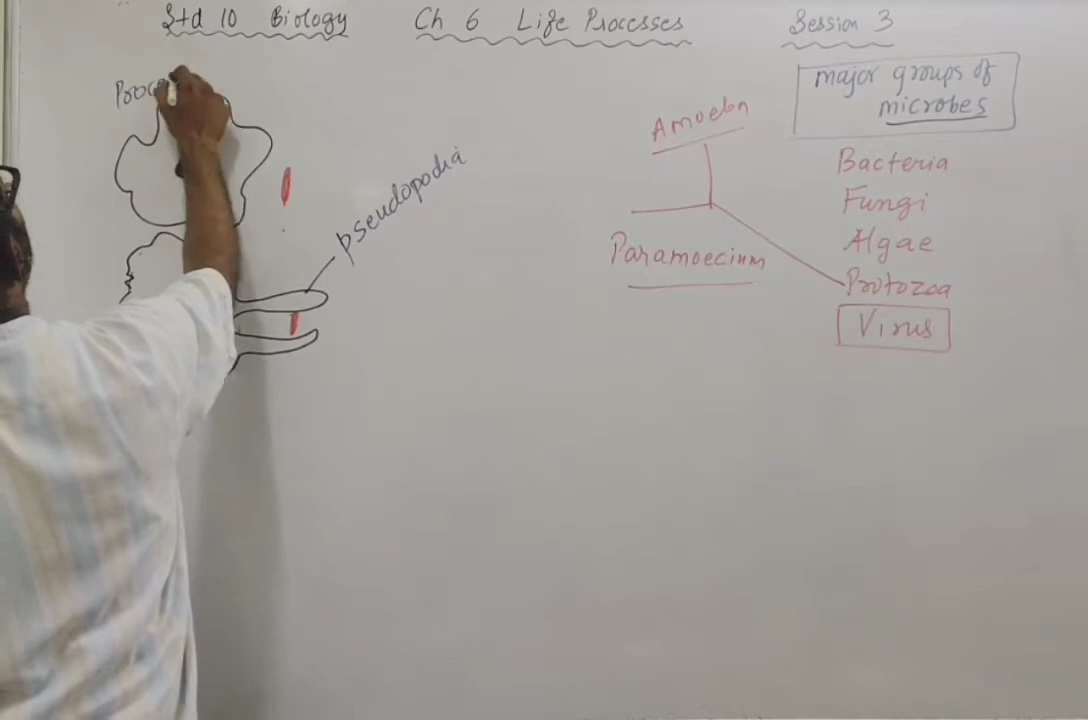 Std 10 Biology Ch 6 Life Processes Session 3
major groups of
microbes
Amoeba
Bacteria
Fungi
Algae
Paramoecium
Protozoa
Virus
pseudopodia